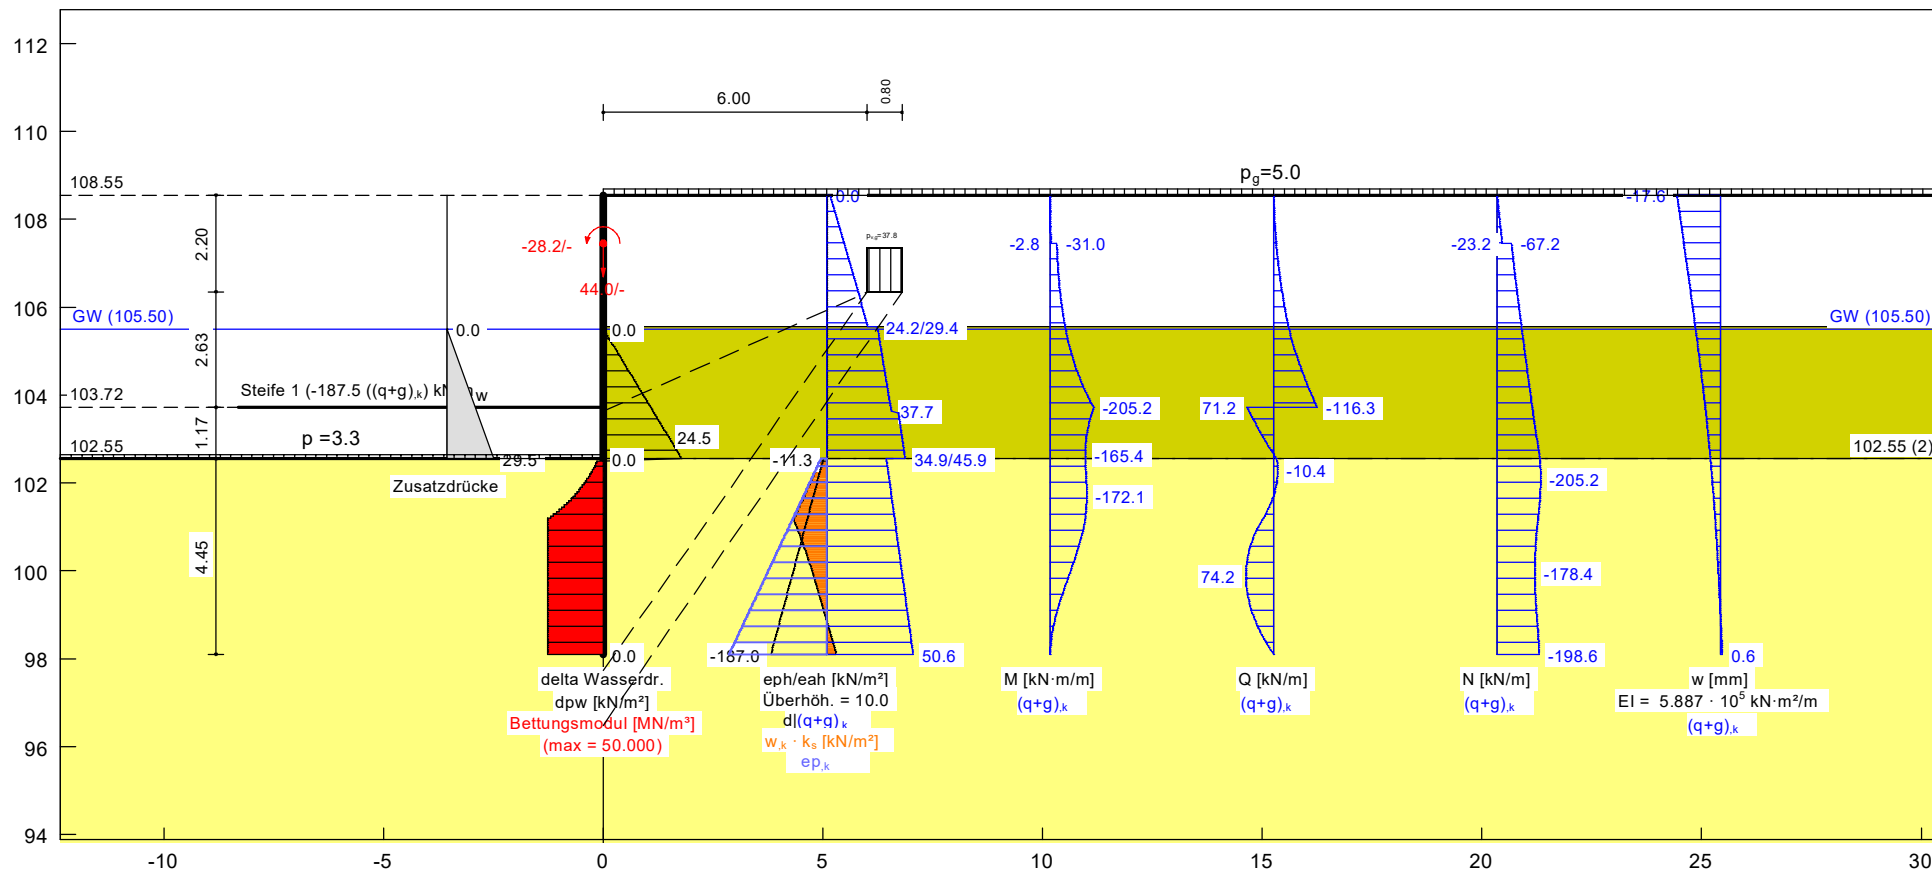 112
110
108
106
104
102
100
98
96
94
-10
-5
0
5
10
15
20
25
30
6.00
0.80
p_g=5.0
108.55
2.20
-28.2/-
44.0/-
GW (105.50)
2.63
103.72
Steife 1 (-187.5 ((q+g),k) kN
w
1.17
p =3.3
102.55
4.45
0.0
29.5
Zusatzdrücke
0.0
24.5
0.0
0.0
0.0
=37.8
24.2/29.4
37.7
34.9/45.9
-11.3
-187.0
50.6
-2.8
-31.0
-205.2
-165.4
-172.1
71.2
-116.3
-10.4
74.2
-23.2
-67.2
-205.2
-178.4
-198.6
-17.6
0.6
GW (105.50)
102.55 (2)
delta Wasserdr.
dpw [kN/m²]
Bettungsmodul [MN/m³]
(max = 50.000)
eph/eah [kN/m²]
Überhöh. = 10.0
d|(q+g),k
w,k · ks [kN/m²]
ep,k
M [kN·m/m]
(q+g),k
Q [kN/m]
(q+g),k
N [kN/m]
(q+g),k
w [mm]
EI = 5.887 · 10⁵ kN·m²/m
(q+g),k